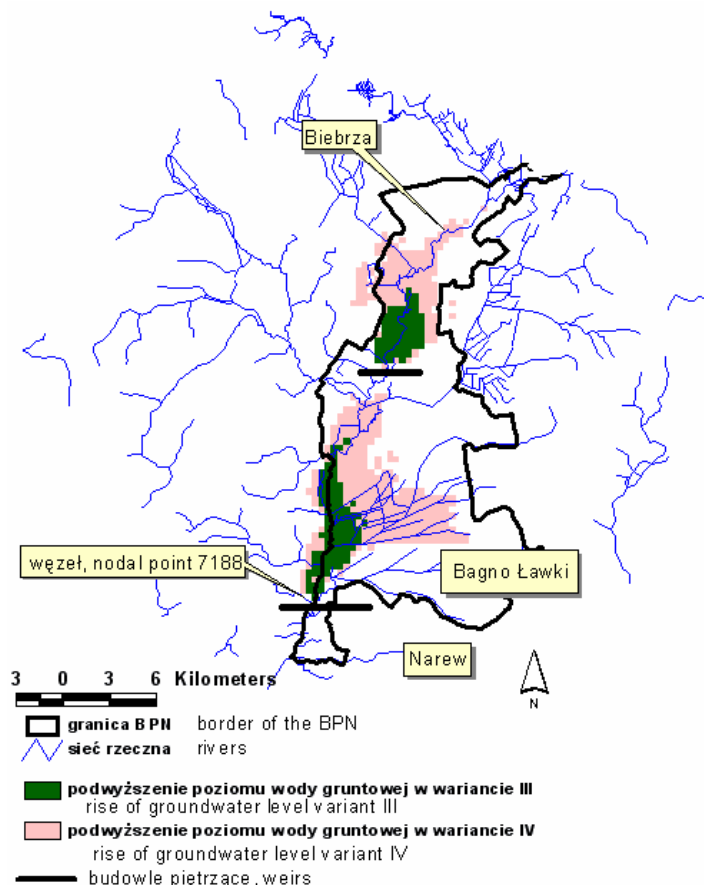 Biebrza
węzeł, nodal point 7188
Bagno Ławki
Narew
3 0 3 6 Kilometers
N
granica BPN border of the BPN
sieć rzeczna rivers
podwyższenie poziomu wody gruntowej w wariancie III
rise of groundwater level variant III
podwyższenie poziomu wody gruntowej w wariancie IV
rise of groundwater level variant IV
budowle piętrzace, weirs